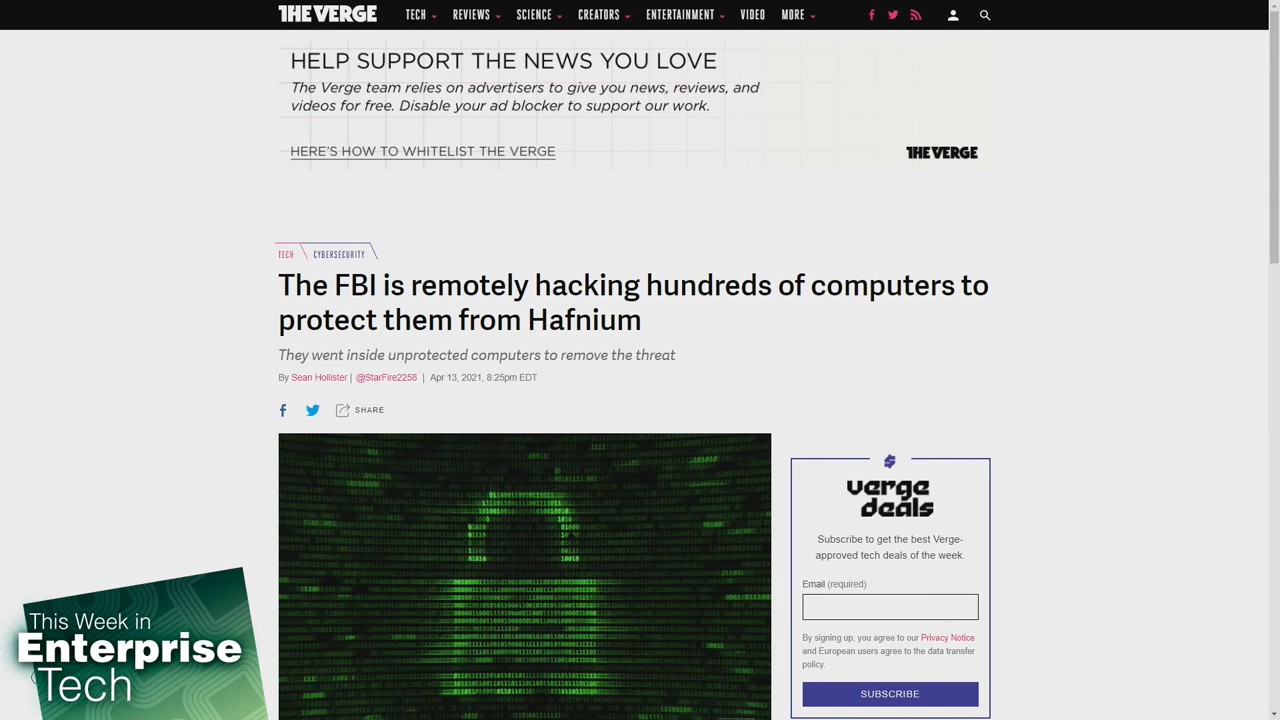 THE VERGE
TECH REVIEWS SCIENCE CREATORS ENTERTAINMENT VIDEO MORE
HELP SUPPORT THE NEWS YOU LOVE
The Verge team relies on advertisers to give you news, reviews, and
videos for free. Disable your ad blocker to support our work.
HERE'S HOW TO WHITELIST THE VERGE
THE VERGE
TECH CYBERSECURITY
The FBI is remotely hacking hundreds of computers to
protect them from Hafnium
They went inside unprotected computers to remove the threat
By Sean Hollister | @StarFire2258 | Apr 13, 2021, 8:25pm EDT
SHARE
verge
deals
Subscribe to get the best Verge-
approved tech deals of the week.
Email (required)
By signing up, you agree to our Privacy Notice
and European users agree to the data transfer
policy.
SUBSCRIBE
This Week in
Enterprise
Tech